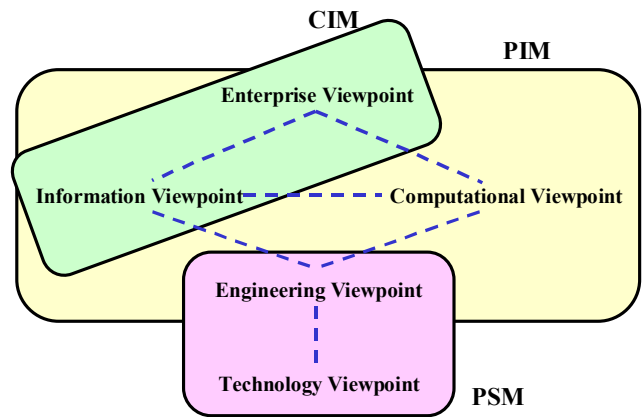 CIM
PIM
Enterprise Viewpoint
Information Viewpoint
Computational Viewpoint
Engineering Viewpoint
Technology Viewpoint
PSM